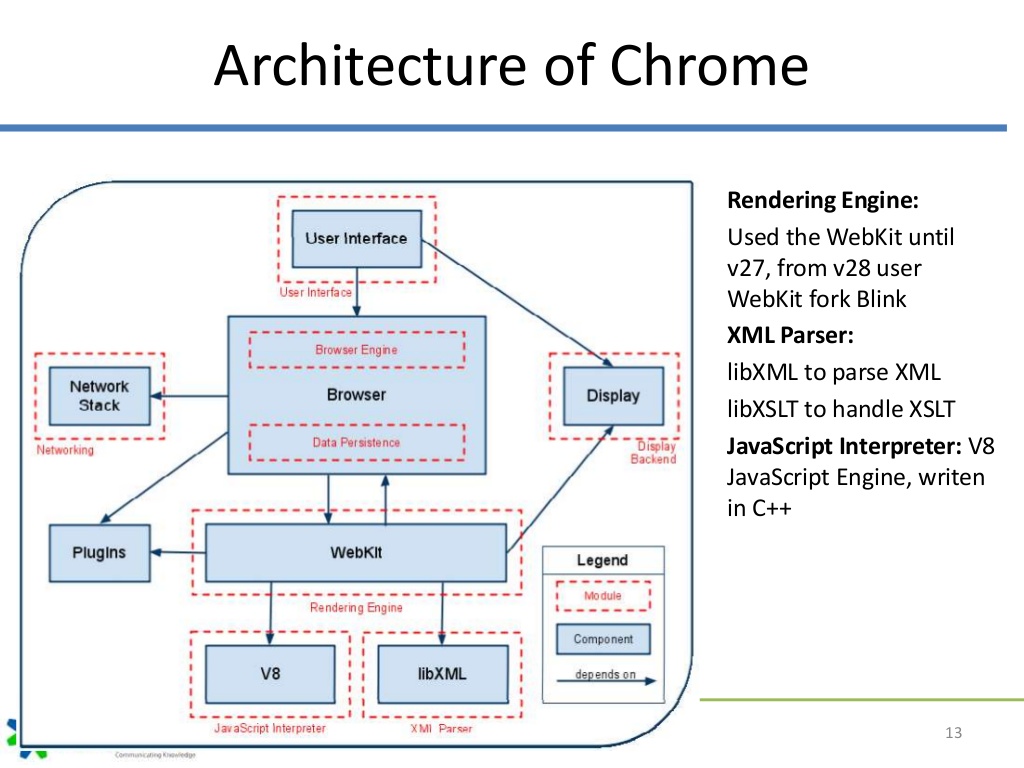 Architecture of Chrome
User Interface
User Interface
Browser Engine
Browser
Data Persistence
Network
Stack
Networking
Display
Display
Backend
PlugIns
WebKit
Rendering Engine
V8
JavaScript Interpreter
libXML
XML Parser
Legend
Module
Component
depends on
Rendering Engine:
Used the WebKit until
v27, from v28 user
WebKit fork Blink
XML Parser:
libXML to parse XML
libXSLT to handle XSLT
JavaScript Interpreter: V8
JavaScript Engine, writen
in C++
Communicating Knowledge
13